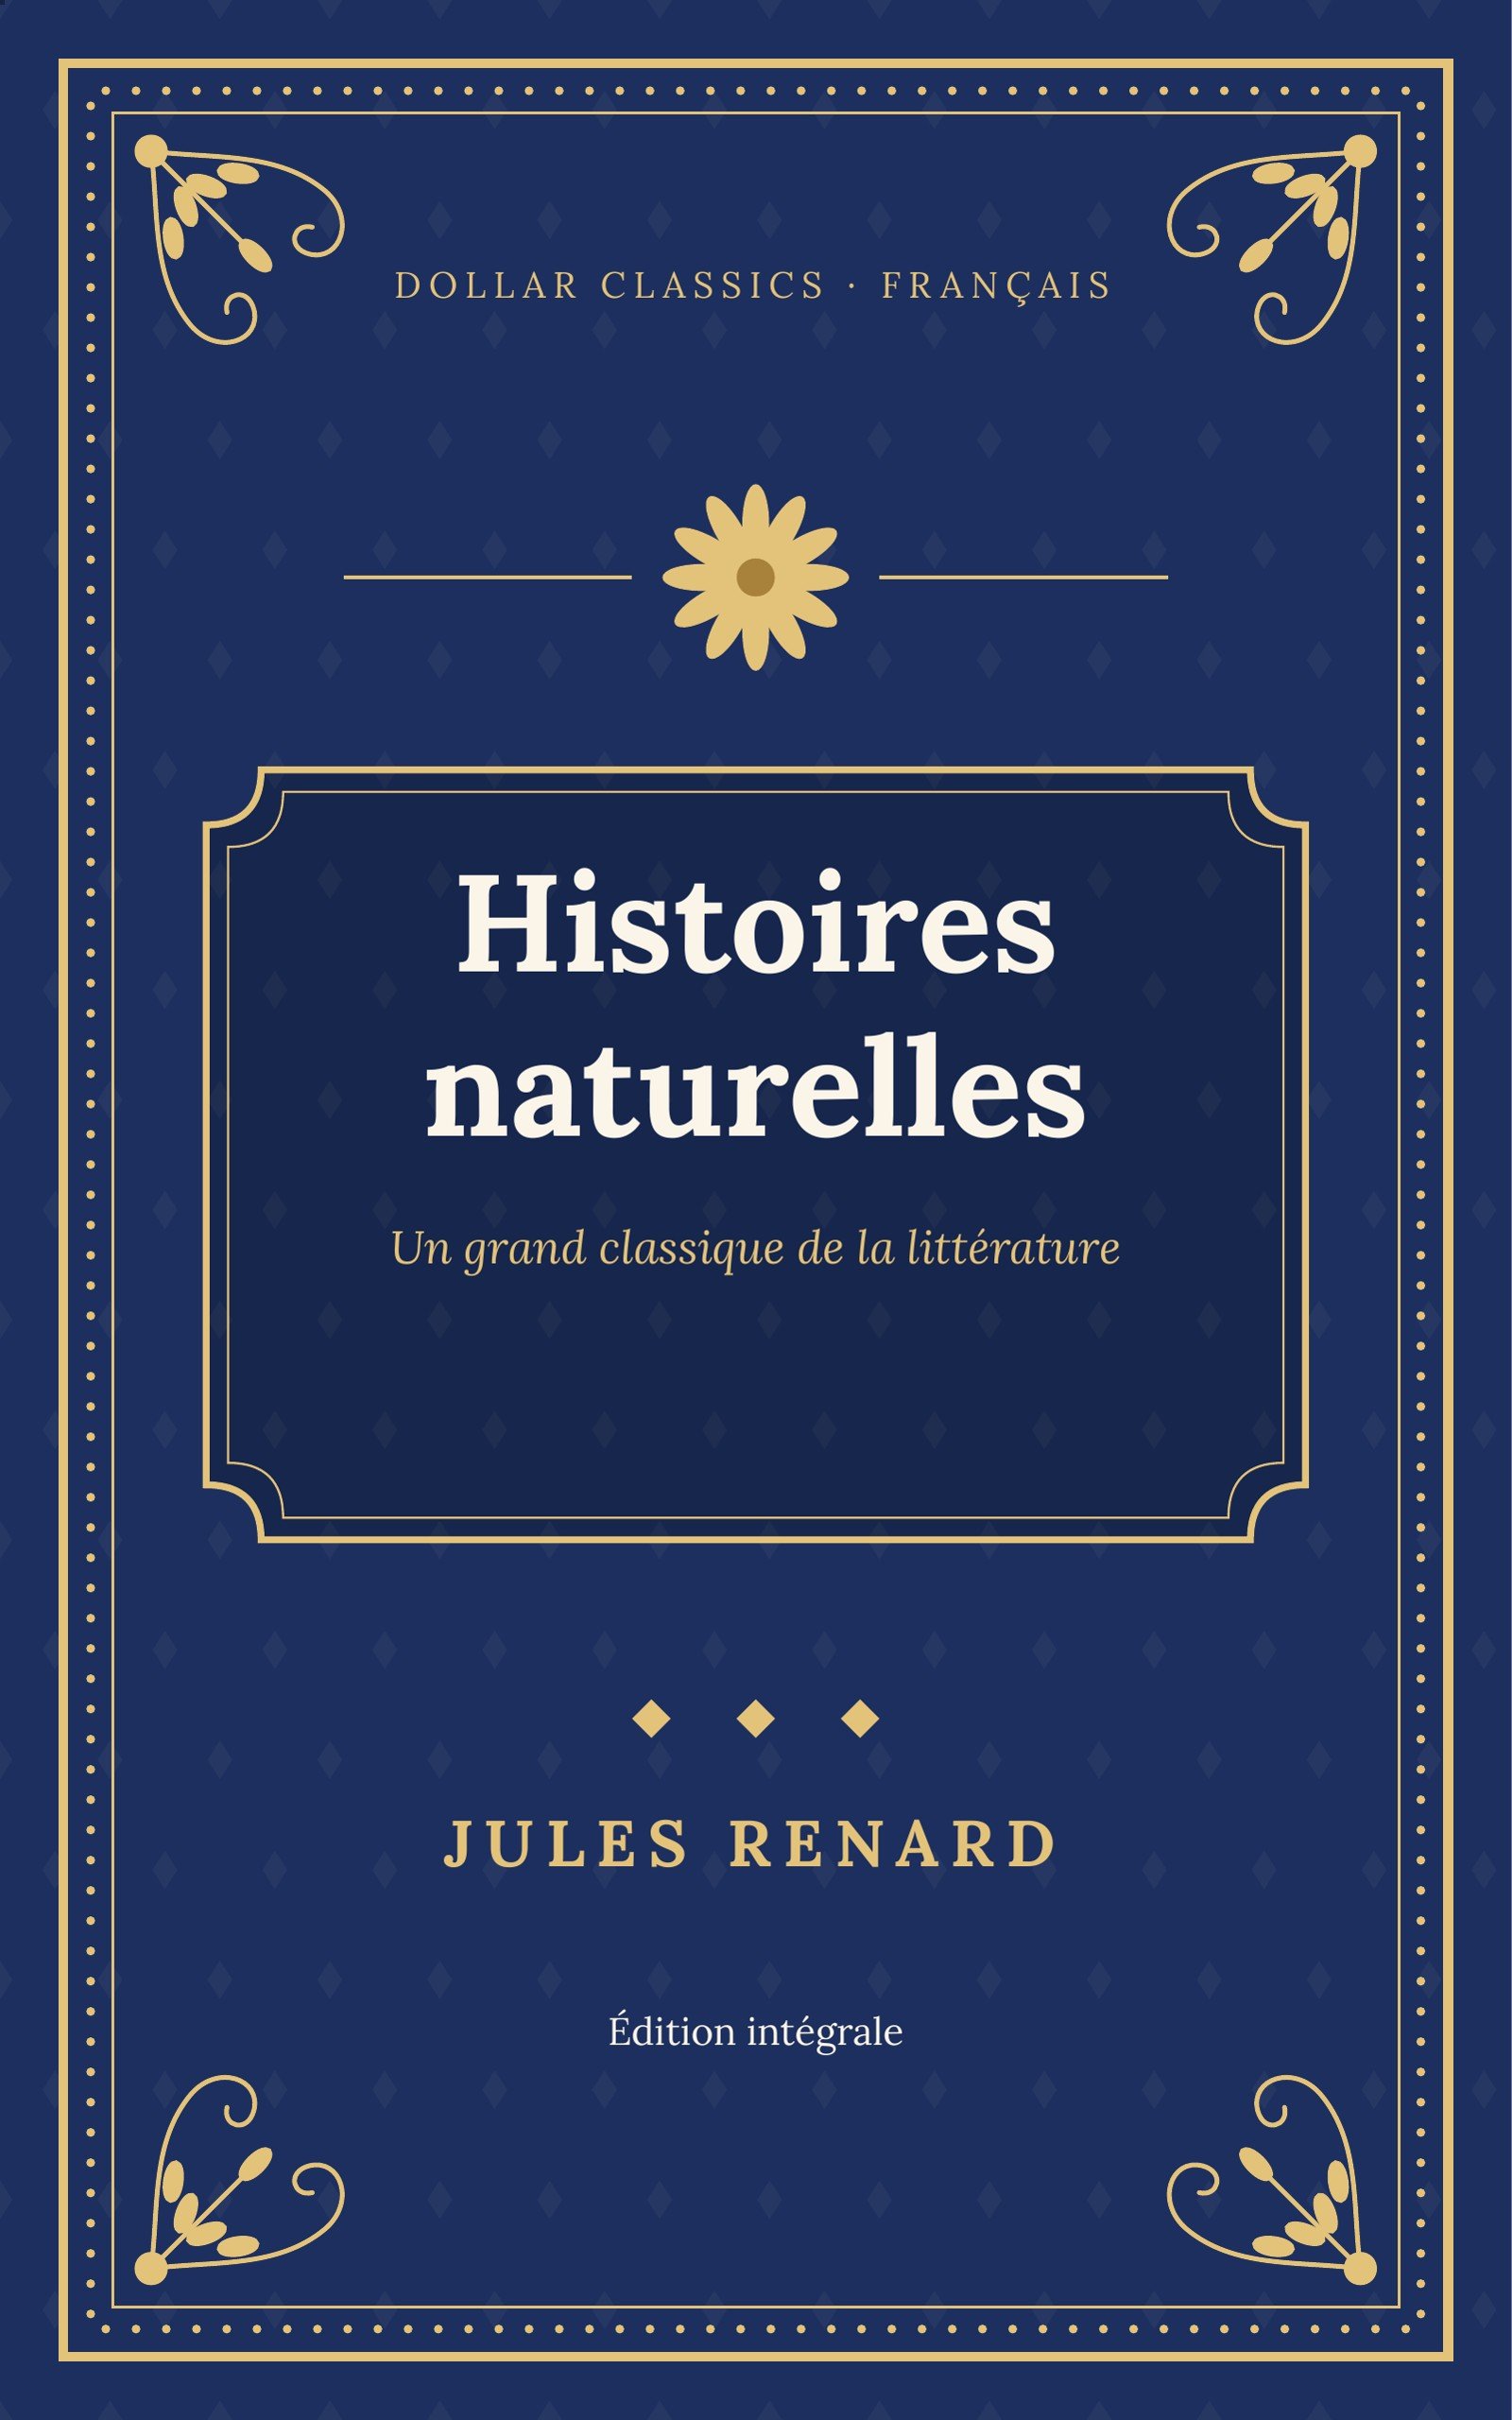 DOLLAR CLASSICS · FRANÇAIS
Histoires
naturelles
Un grand classique de la littérature
JULES RENARD
Édition intégrale